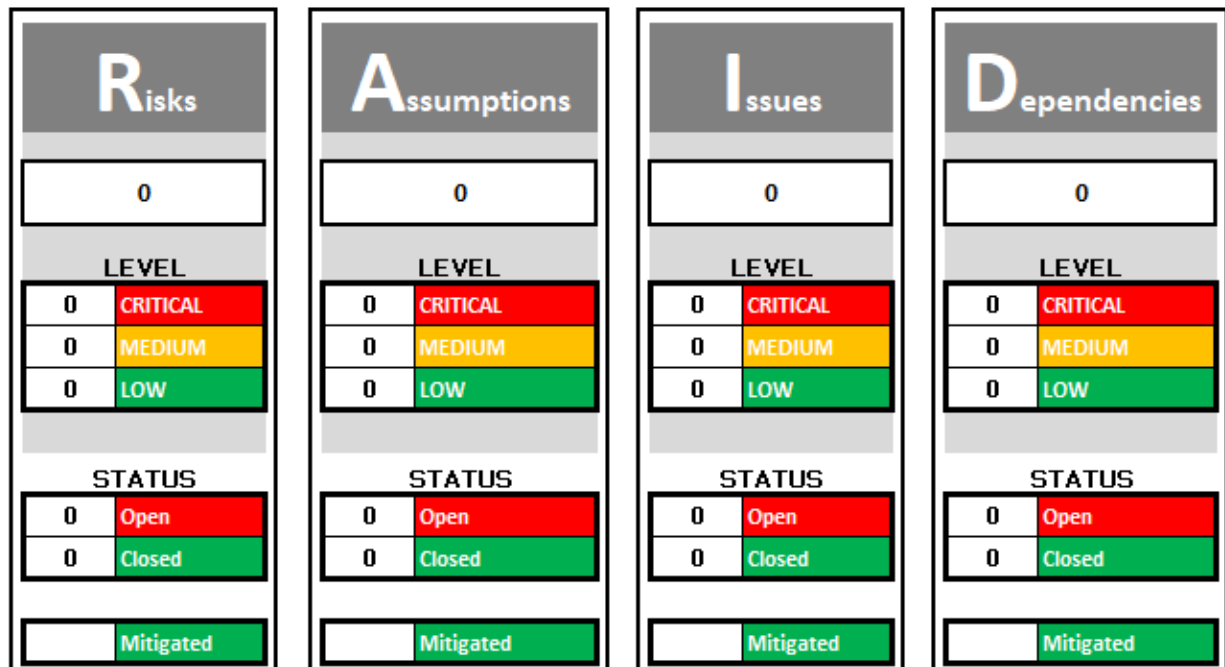 Risks
0
LEVEL
0 CRITICAL
0 MEDIUM
0 LOW
STATUS
0 Open
0 Closed
Mitigated
Assumptions
0
LEVEL
0 CRITICAL
0 MEDIUM
0 LOW
STATUS
0 Open
0 Closed
Mitigated
Issues
0
LEVEL
0 CRITICAL
0 MEDIUM
0 LOW
STATUS
0 Open
0 Closed
Mitigated
Dependencies
0
LEVEL
0 CRITICAL
0 MEDIUM
0 LOW
STATUS
0 Open
0 Closed
Mitigated